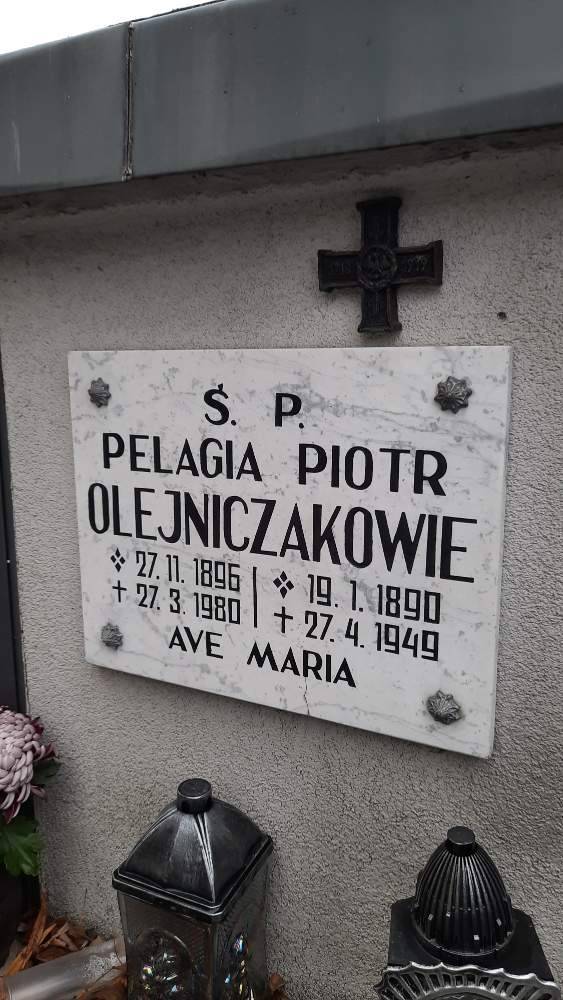 Ś. P.
PELAGIA PIOTR
OLEJNICZAKOWIE
27. 11. 1896 | 19. 1. 1890
27. 3. 1980 | 27. 4. 1949
AVE MARIA